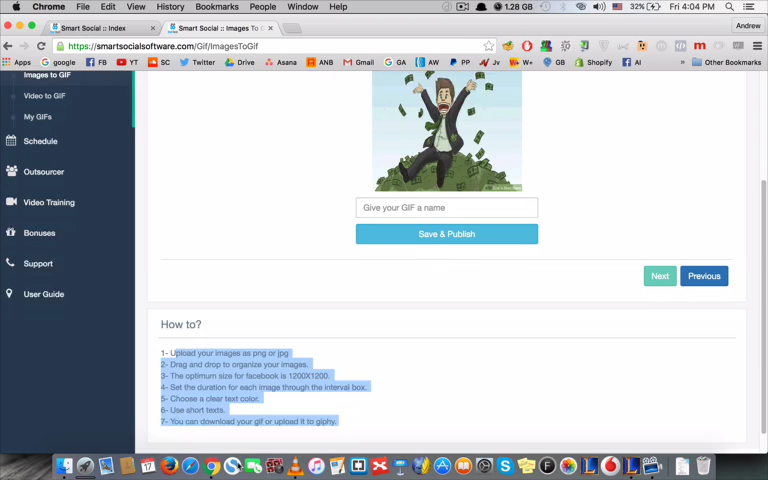 Chrome File Edit View History Bookmarks People Window Help 1.28 GB 32% Fri 4:04 PM
Smart Social :: Index Smart Social :: Images To G Andrew
https://smartsocialsoftware.com/Gif/ImagesToGif
Apps google FB YT SC Twitter Drive Asana ANB Gmail GA AW PP Jv W+ GB Shopify AI Other Bookmarks
Images to GIF
Video to GIF
My GIFs
Schedule
Outsourcer
Video Training
Bonuses
Support
User Guide
Give your GIF a name
Save & Publish
Next Previous
How to?
1- Upload your images as png or jpg
2- Drag and drop to organize your images.
3- The optimum size for facebook is 1200X1200.
4- Set the duration for each image through the interval box.
5- Choose a clear text color.
6- Use short texts.
7- You can download your gif or upload it to giphy.